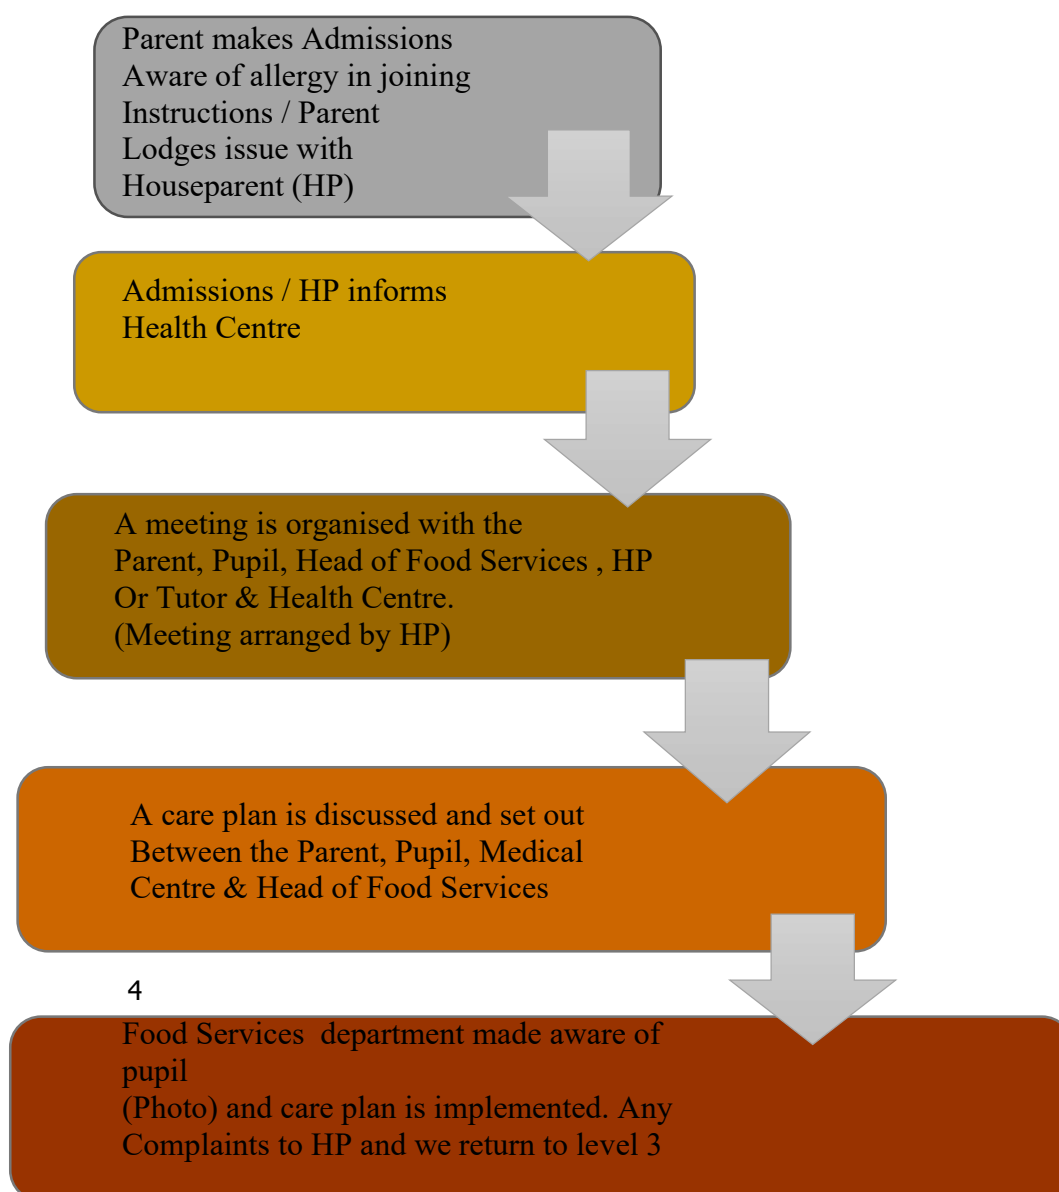 Parent makes Admissions
Aware of allergy in joining
Instructions / Parent
Lodges issue with
Houseparent (HP)
Admissions / HP informs
Health Centre
A meeting is organised with the
Parent, Pupil, Head of Food Services , HP
Or Tutor & Health Centre.
(Meeting arranged by HP)
A care plan is discussed and set out
Between the Parent, Pupil, Medical
Centre & Head of Food Services
4
Food Services  department made aware of
pupil
(Photo) and care plan is implemented. Any
Complaints to HP and we return to level 3